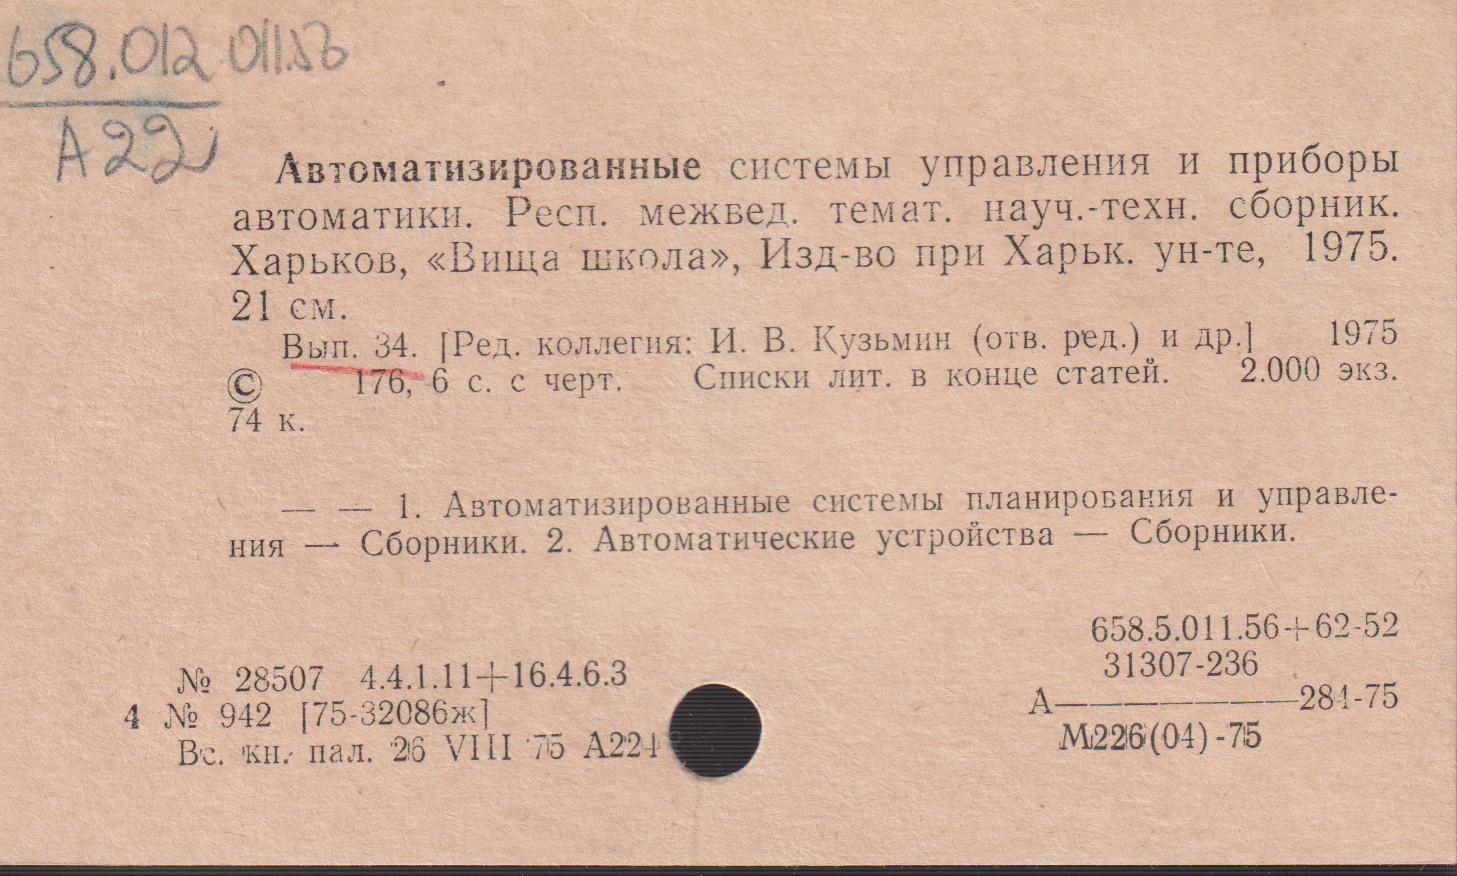 658.012 011.56
А22
Автоматизированные системы управления и приборы
автоматики. Респ. межвед. темат. науч.-техн. сборник.
Харьков, «Вища школа», Изд-во при Харьк. ун-те, 1975.
21 см.
Вып. 34. [Ред. коллегия: И. В. Кузьмин (отв. ред.) и др.] 1975
© 176, 6 с. с черт. Списки лит. в конце статей. 2.000 экз.
74 к.
— — 1. Автоматизированные системы планирования и управле-
ния — Сборники. 2. Автоматические устройства — Сборники.
658.5.011.56+62-52
№ 28507 4.4.1.11+16.4.6.3
31307-236
4 № 942 [75-32086ж]
А———————284-75
Вс. кн. пал. 26 VIII 75 А224
М226(04)-75